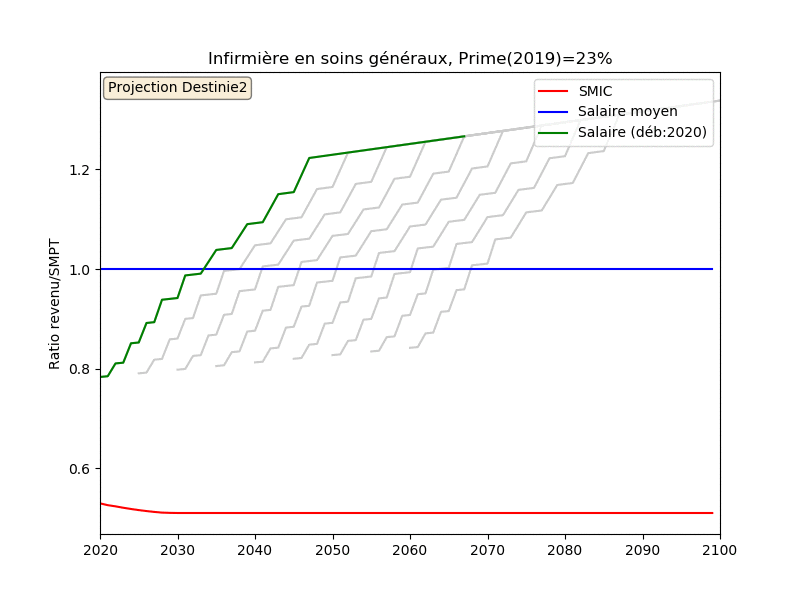 Infirmière en soins généraux, Prime(2019)=23%
Projection Destinie2
SMIC
Salaire moyen
Salaire (déb:2020)
Ratio revenu/SMPT
1.2
1.0
0.8
0.6
2020 2030 2040 2050 2060 2070 2080 2090 2100